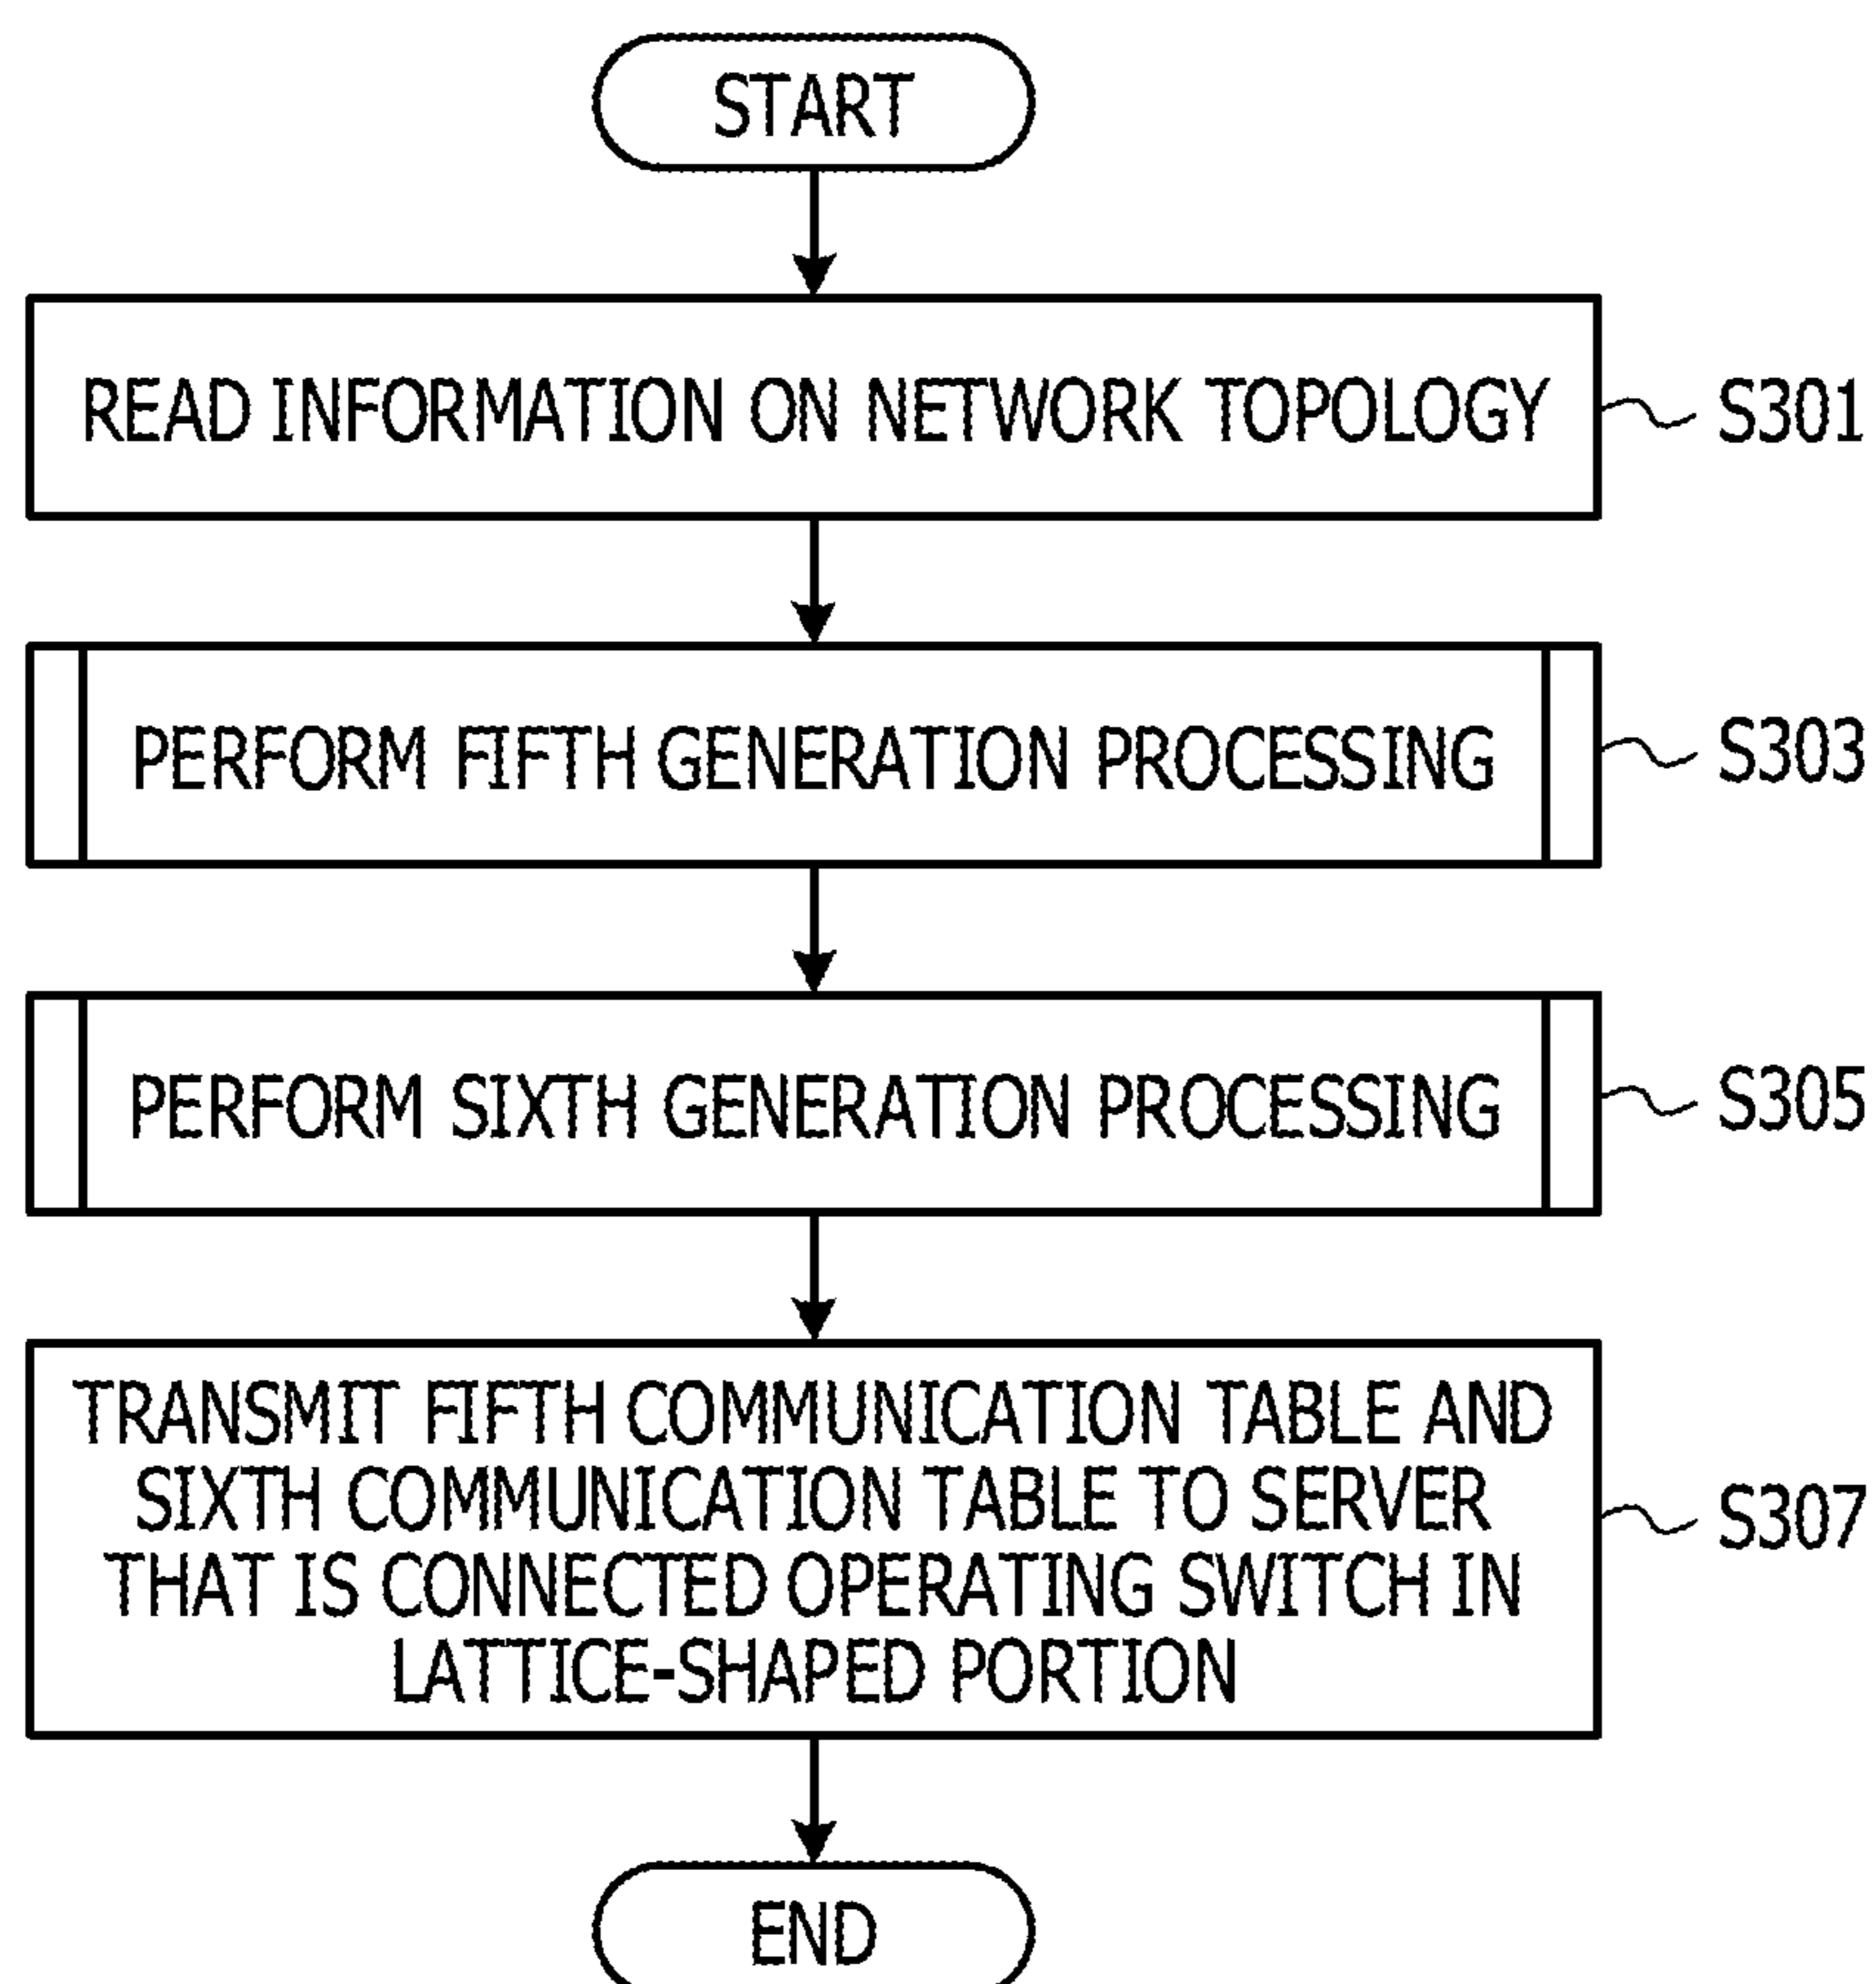 START
READ INFORMATION ON NETWORK TOPOLOGY
S301
PERFORM FIFTH GENERATION PROCESSING
S303
PERFORM SIXTH GENERATION PROCESSING
S305
TRANSMIT FIFTH COMMUNICATION TABLE AND
SIXTH COMMUNICATION TABLE TO SERVER
THAT IS CONNECTED OPERATING SWITCH IN
LATTICE-SHAPED PORTION
S307
END